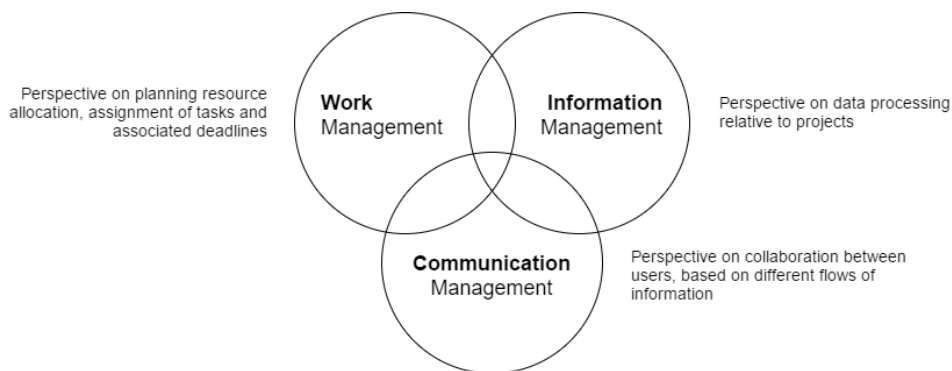 Perspective on planning resource
allocation, assignment of tasks and
associated deadlines
Work
Management
Information
Management
Perspective on data processing
relative to projects
Communication
Management
Perspective on collaboration between
users, based on different flows of
information